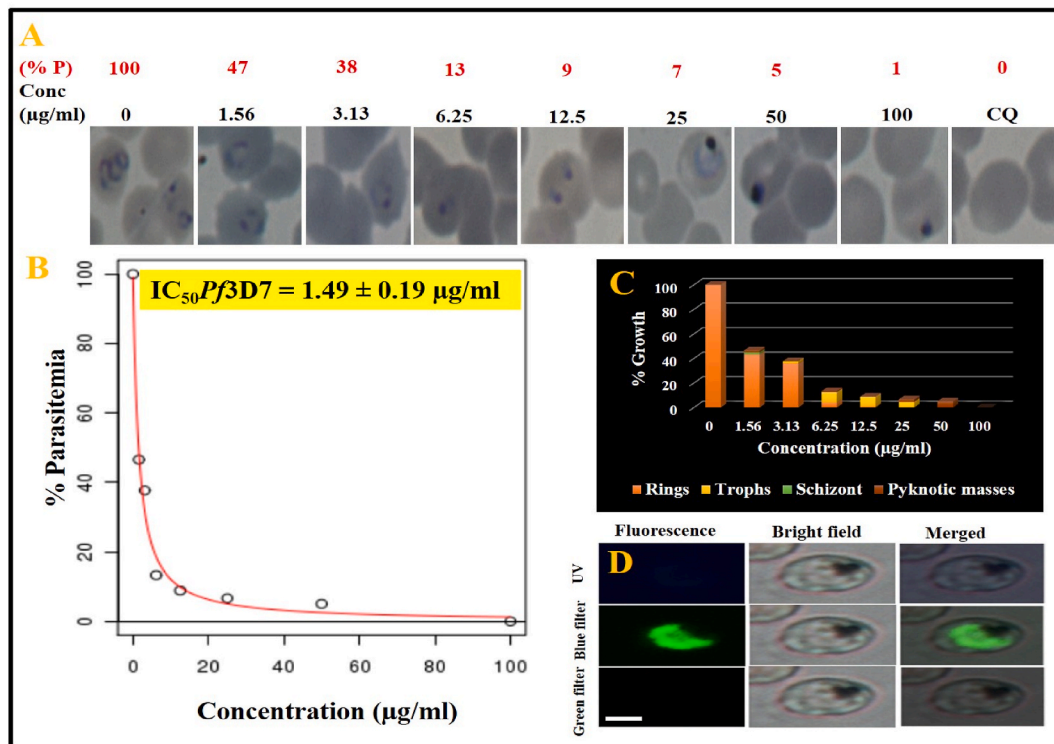 A
(% P) 100 47 38 13 9 7 5 1 0
Conc
(µg/ml) 0 1.56 3.13 6.25 12.5 25 50 100 CQ
B
IC50Pf3D7 = 1.49 ± 0.19 µg/ml
% Parasitemia
100
80
60
40
20
0
0 20 40 60 80 100
Concentration (µg/ml)
C
% Growth
100
80
60
40
20
0
0 1.56 3.13 6.25 12.5 25 50 100
Concentration (µg/ml)
Rings Trophs Schizont Pyknotic masses
Fluorescence Bright field Merged
D
UV
Blue filter
Green filter